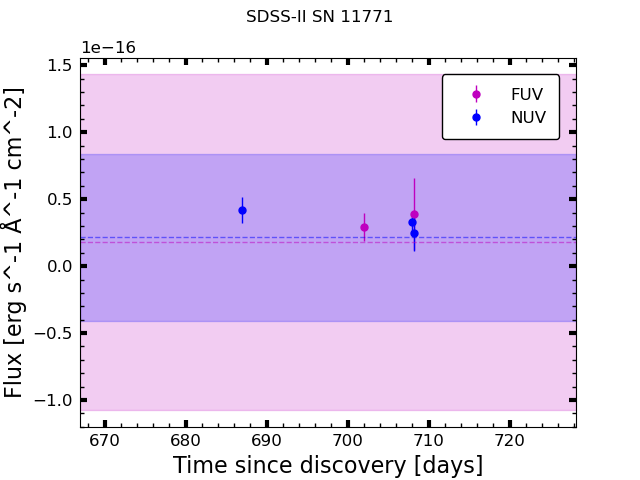 SDSS-II SN 11771
1e−16
1.5
1.0
0.5
0.0
−0.5
−1.0
Flux [erg s^-1 Å^-1 cm^-2]
FUV
NUV
670 680 690 700 710 720
Time since discovery [days]